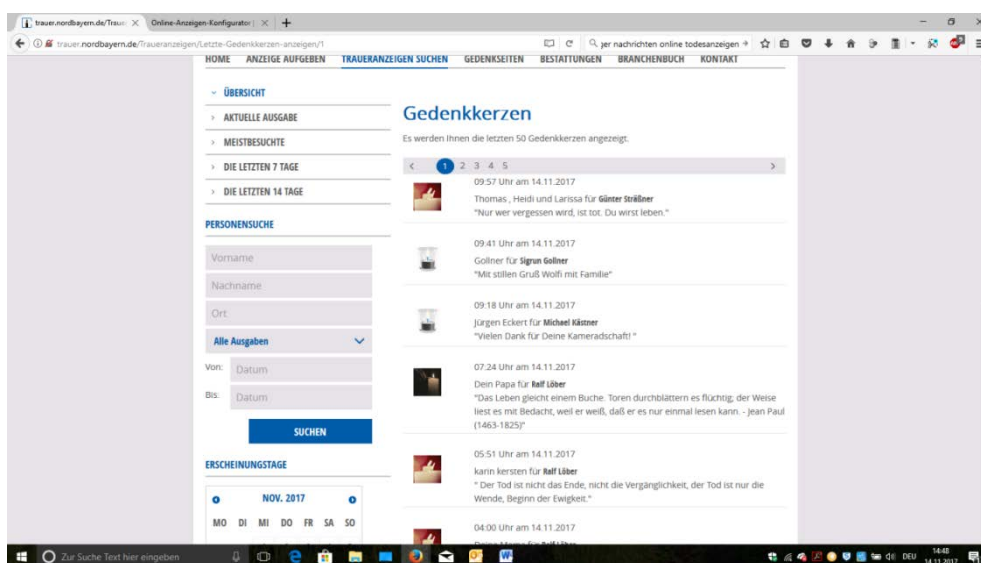 trauer.nordbayern.de/Traue
Online-Anzeigen-Konfigurator |
trauer.nordbayern.de/Traueranzeigen/Letzte-Gedenkkerzen-anzeigen/1
jer nachrichten online todesanzeigen
HOME ANZEIGE AUFGEBEN TRAUERANZEIGEN SUCHEN GEDENKSEITEN BESTATTUNGEN BRANCHENBUCH KONTAKT
ÜBERSICHT
AKTUELLE AUSGABE
MEISTBESUCHTE
DIE LETZTEN 7 TAGE
DIE LETZTEN 14 TAGE
PERSONENSUCHE
Vorname
Nachname
Ort
Alle Ausgaben
Von: Datum
Bis: Datum
SUCHEN
ERSCHEINUNGSTAGE
NOV. 2017
MO DI MI DO FR SA SO
Gedenkkerzen
Es werden Ihnen die letzten 50 Gedenkkerzen angezeigt.
< 1 2 3 4 5 >
09:57 Uhr am 14.11.2017
Thomas , Heidi und Larissa für Günter Sträßner
"Nur wer vergessen wird, ist tot. Du wirst leben."
09:41 Uhr am 14.11.2017
Gollner für Sigrun Gollner
"Mit stillen Gruß Wolfi mit Familie"
09:18 Uhr am 14.11.2017
Jürgen Eckert für Michael Kästner
"Vielen Dank für Deine Kameradschaft! "
07:24 Uhr am 14.11.2017
Dein Papa für Ralf Löber
"Das Leben gleicht einem Buche. Toren durchblättern es flüchtig; der Weise
liest es mit Bedacht, weil er weiß, daß er es nur einmal lesen kann. - Jean Paul
(1463-1825)"
05:51 Uhr am 14.11.2017
karin kersten für Ralf Löber
" Der Tod ist nicht das Ende, nicht die Vergänglichkeit, der Tod ist nur die
Wende, Beginn der Ewigkeit."
04:00 Uhr am 14.11.2017
Deine Mama für Ralf Löber
Zur Suche Text hier eingeben
DEU
14:48
14.11.2017